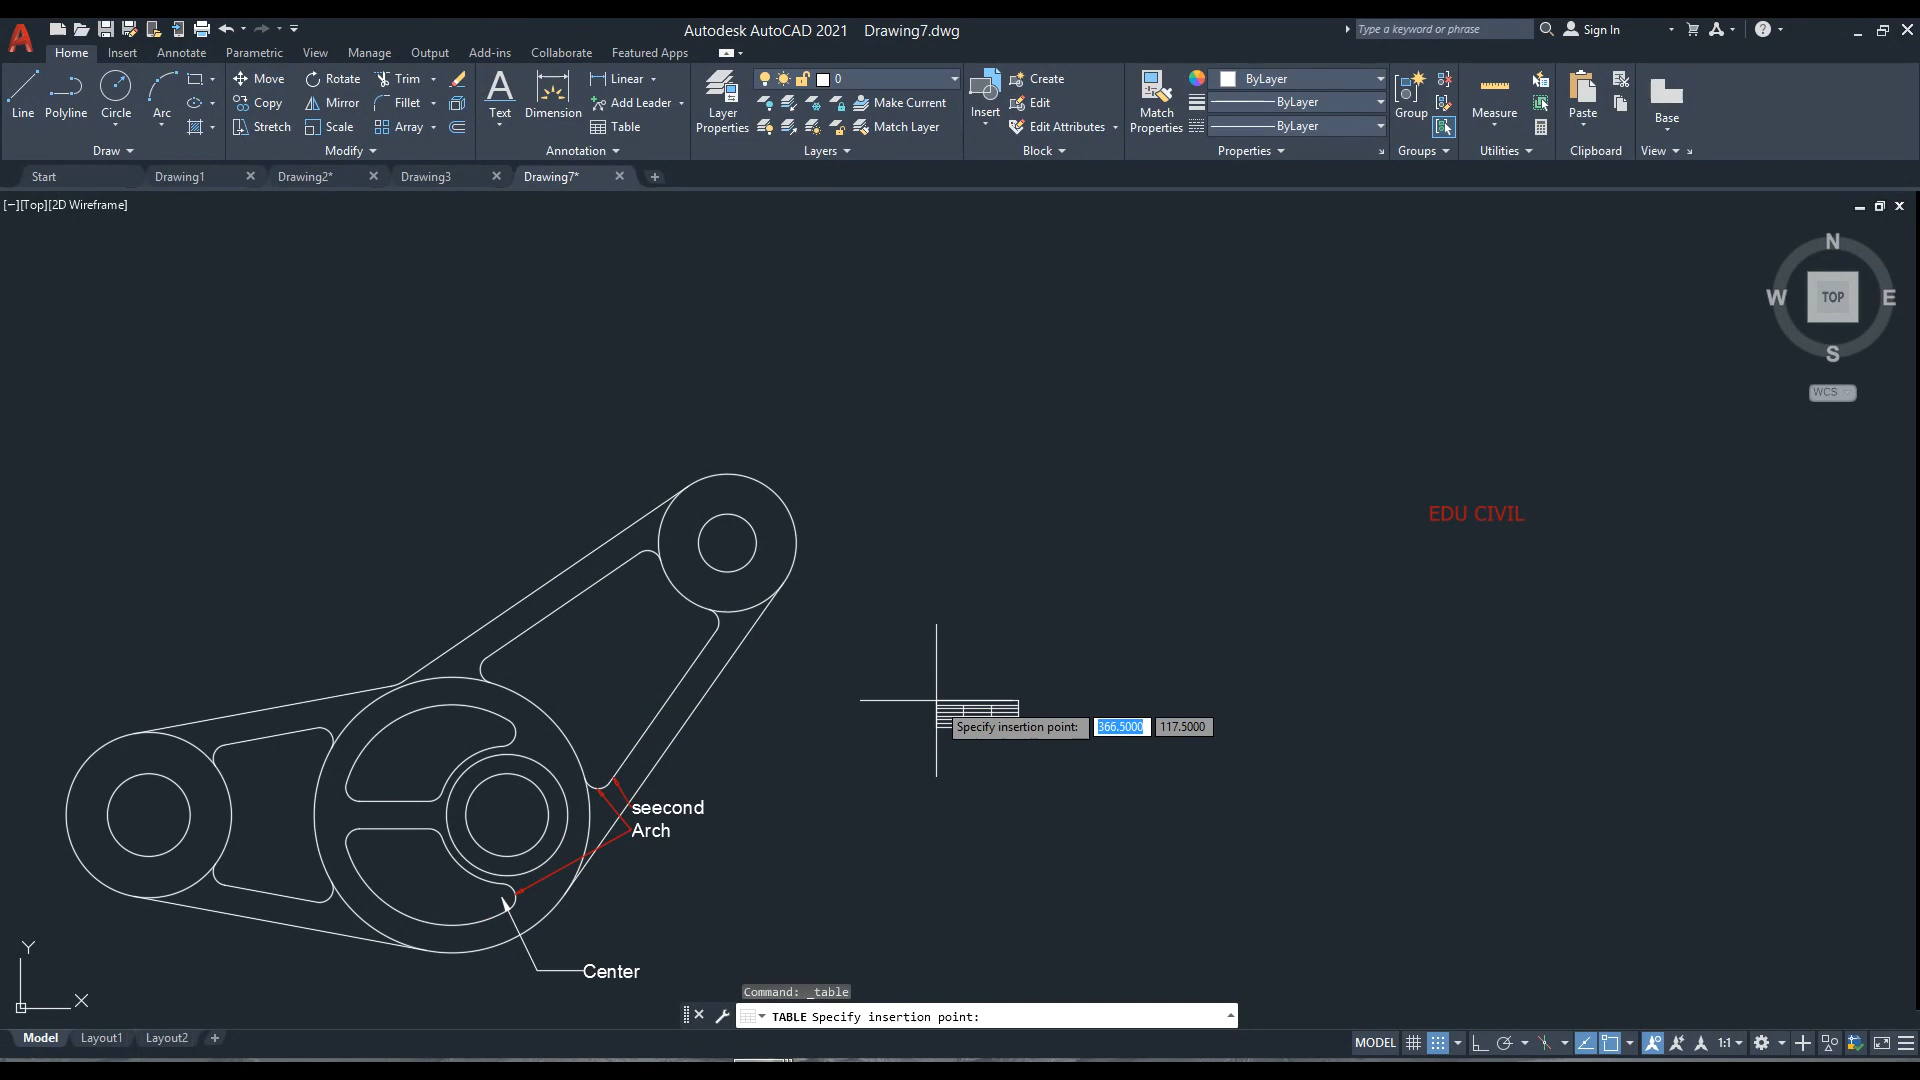 Autodesk AutoCAD 2021 Drawing7.dwg
Type a keyword or phrase
Sign In
Home Insert Annotate Parametric View Manage Output Add-ins Collaborate Featured Apps
Line
Polyline
Circle
Arc
Draw
Move
Copy
Stretch
Rotate
Mirror
Scale
Trim
Fillet
Array
Modify
Text
Dimension
Linear
Add Leader
Table
Annotation
Layer
Properties
0
Make Current
Match Layer
Layers
Insert
Create
Edit
Edit Attributes
Block
Match
Properties
ByLayer
ByLayer
ByLayer
Properties
Group
Groups
Measure
Utilities
Paste
Clipboard
Base
View
Start Drawing1 Drawing2* Drawing3 Drawing7*
[−][Top][2D Wireframe]
N
W TOP E
S
WCS
EDU CIVIL
Specify insertion point: 366.5000 117.5000
seecond
Arch
Center
Y
X
Command: _table
TABLE Specify insertion point:
Model Layout1 Layout2
MODEL 1:1